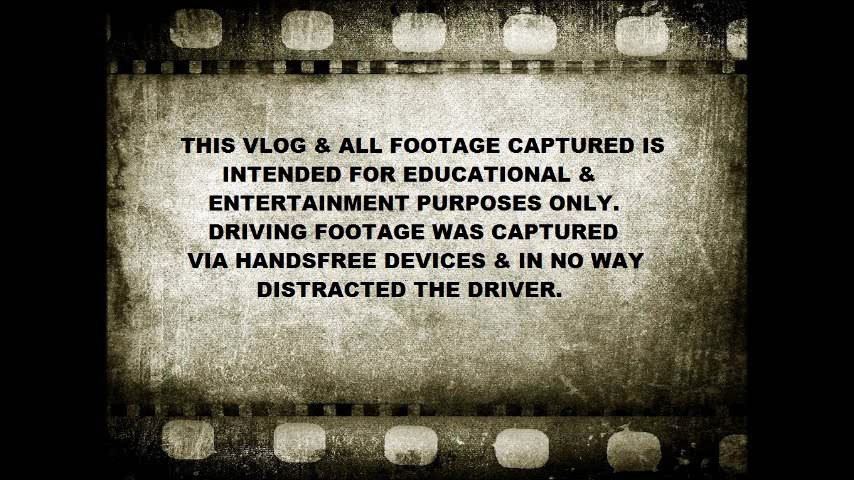 THIS VLOG & ALL FOOTAGE CAPTURED IS
INTENDED FOR EDUCATIONAL &
ENTERTAINMENT PURPOSES ONLY.
DRIVING FOOTAGE WAS CAPTURED
VIA HANDSFREE DEVICES & IN NO WAY
DISTRACTED THE DRIVER.